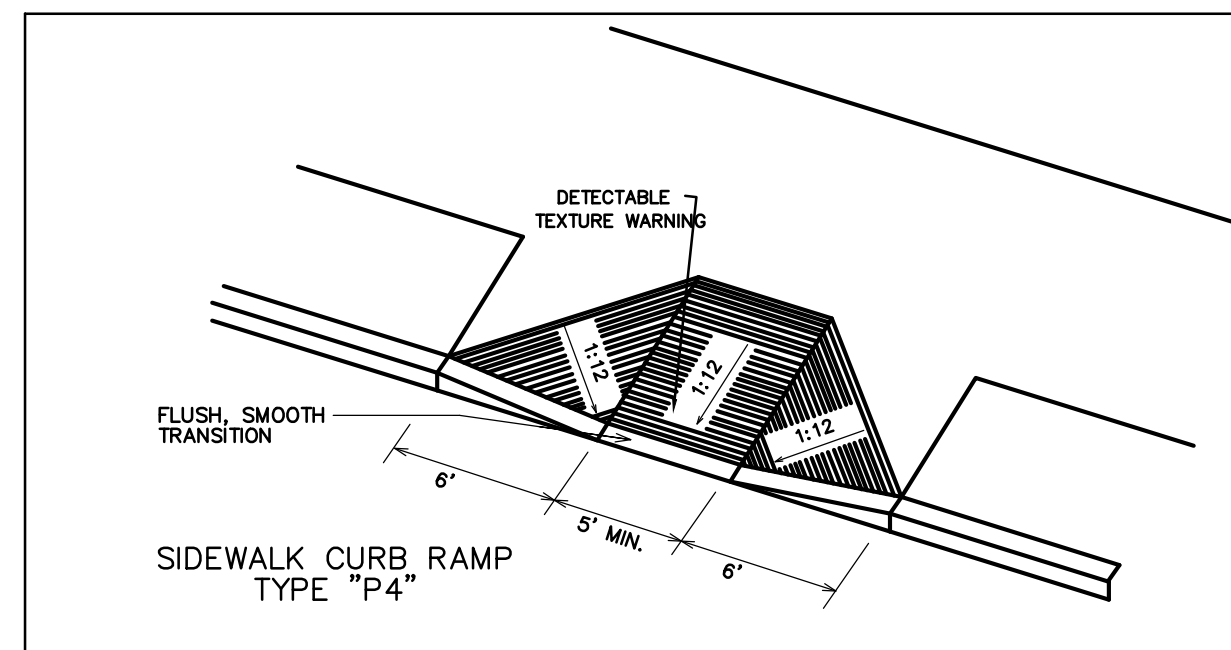 DETECTABLE
TEXTURE WARNING
1:12
1:12
1:12
FLUSH, SMOOTH
TRANSITION
6'
5' MIN.
6'
SIDEWALK CURB RAMP
TYPE "P4"